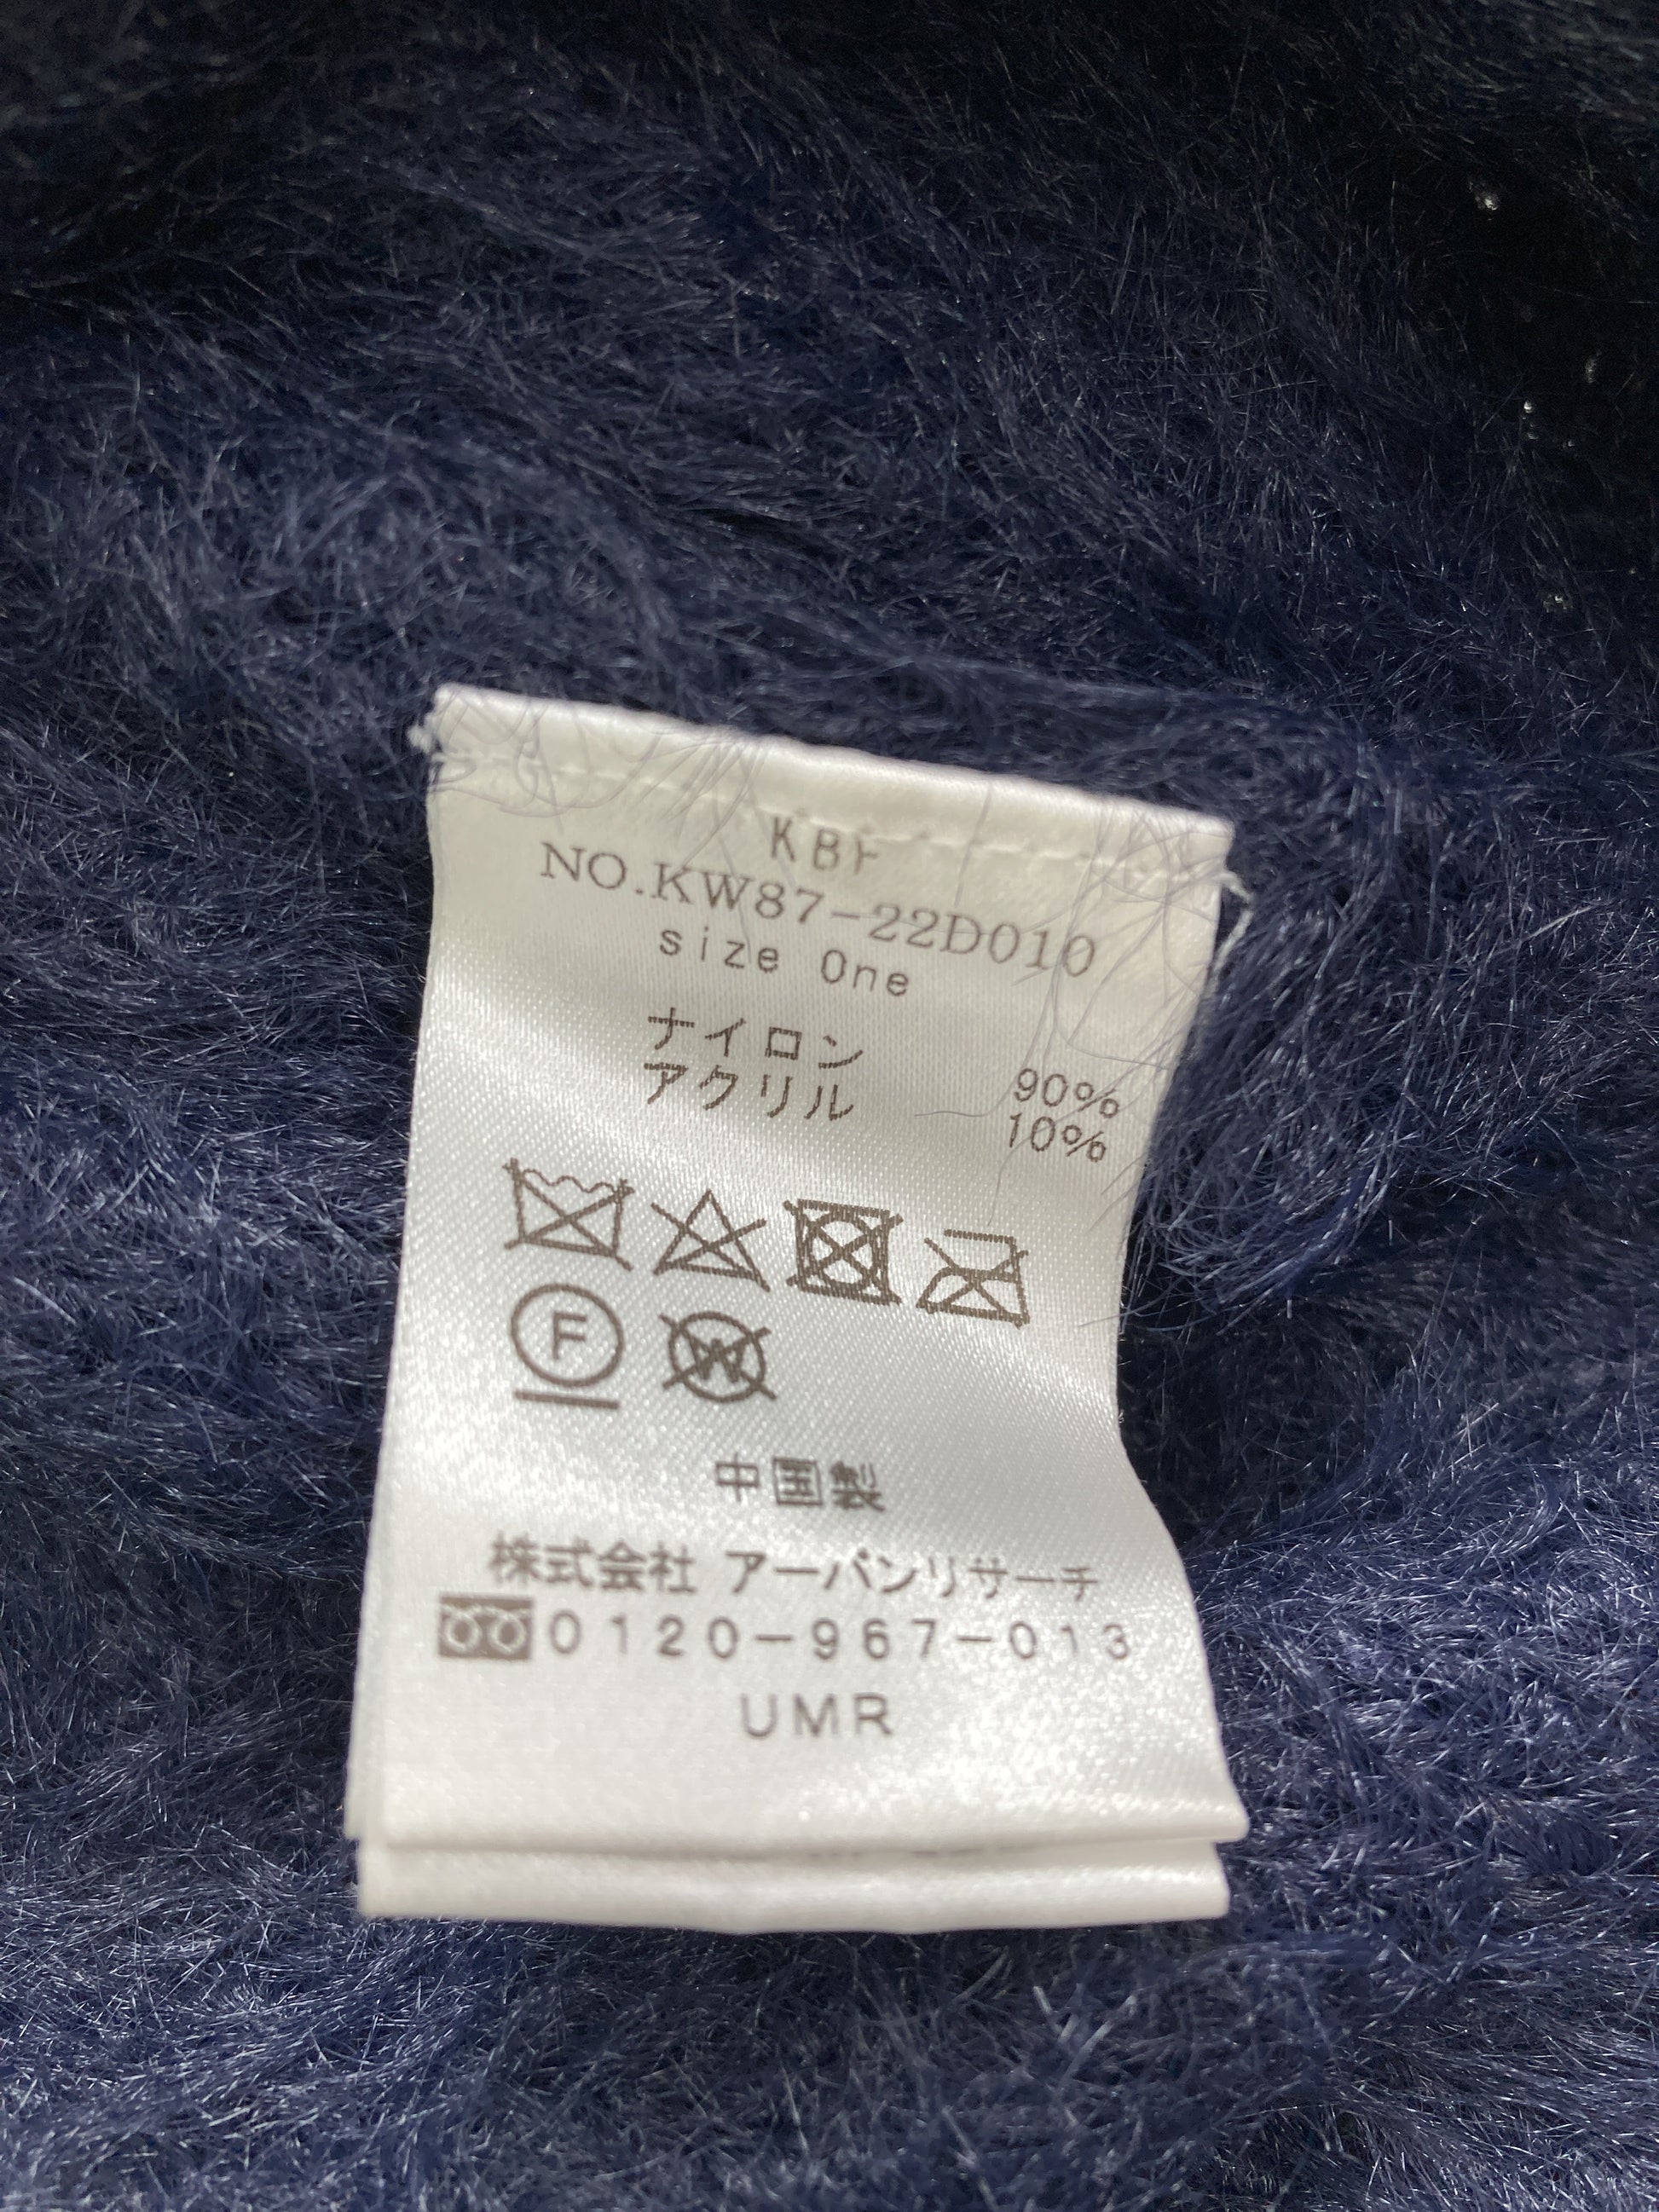 KBF
NO.KW87-22D010
size One
ナイロン 90%
アクリル 10%
F W
中国製
株式会社 アーバンリサーチ
0120-967-013
UMR